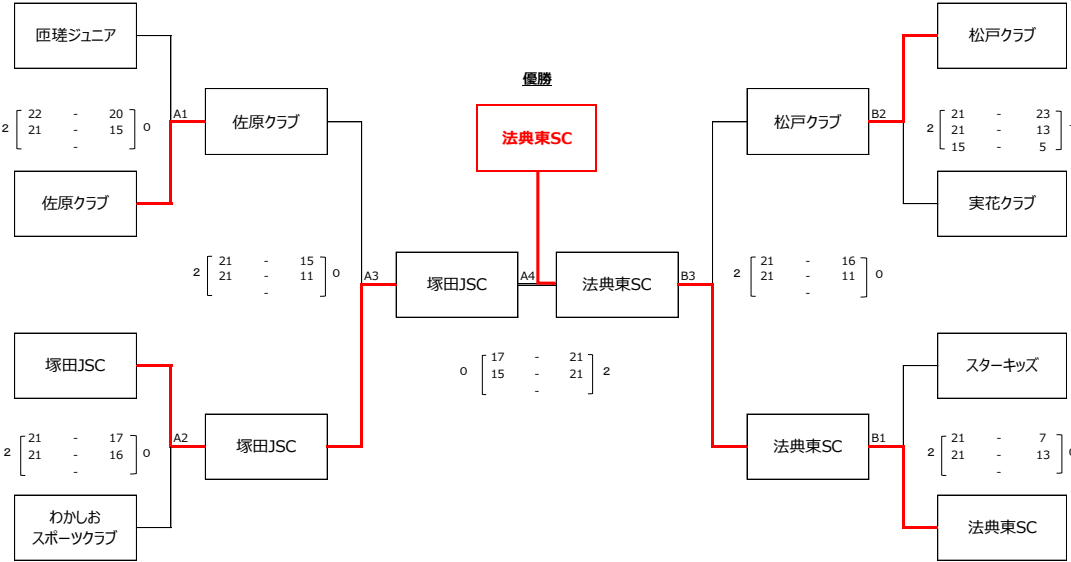 匝瑳ジュニア
松戸クラブ
優勝
22 - 20
2 21 - 15 0
-
A1
佐原クラブ
法典東SC
松戸クラブ
B2
21 - 23
2 21 - 13
15 - 5
佐原クラブ
実花クラブ
21 - 15
2 21 - 11 0
-
A3
塚田JSC
A4
法典東SC
B3
21 - 16
2 21 - 11 0
-
塚田JSC
スターキッズ
17 - 21
0 15 - 21 2
-
21 - 17
2 21 - 16 0
-
A2
塚田JSC
法典東SC
B1
21 - 7
2 21 - 13 0
-
わかしお
スポーツクラブ
法典東SC